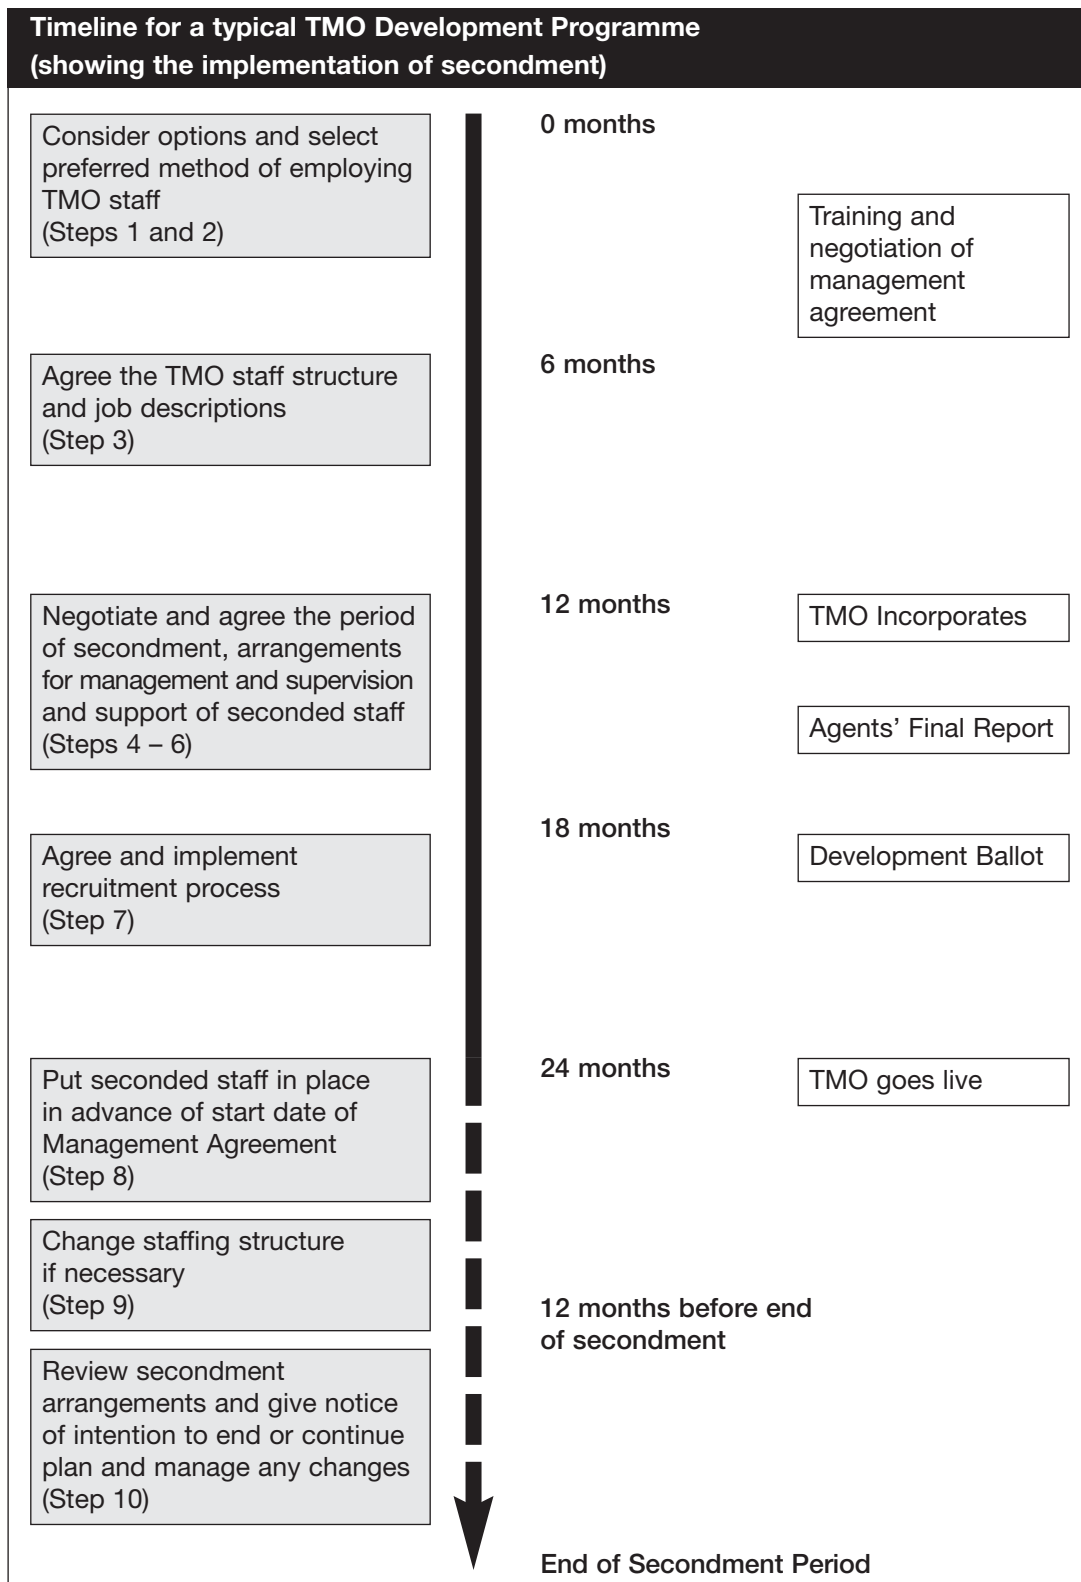 Timeline for a typical TMO Development Programme
(showing the implementation of secondment)
Consider options and select
preferred method of employing
TMO staff
(Steps 1 and 2)
0 months
Training and
negotiation of
management
agreement
Agree the TMO staff structure
and job descriptions
(Step 3)
6 months
Negotiate and agree the period
of secondment, arrangements
for management and supervision
and support of seconded staff
(Steps 4 – 6)
12 months
TMO Incorporates
Agents’ Final Report
18 months
Agree and implement
recruitment process
(Step 7)
Development Ballot
Put seconded staff in place
in advance of start date of
Management Agreement
(Step 8)
24 months
TMO goes live
Change staffing structure
if necessary
(Step 9)
12 months before end
of secondment
Review secondment
arrangements and give notice
of intention to end or continue
plan and manage any changes
(Step 10)
End of Secondment Period